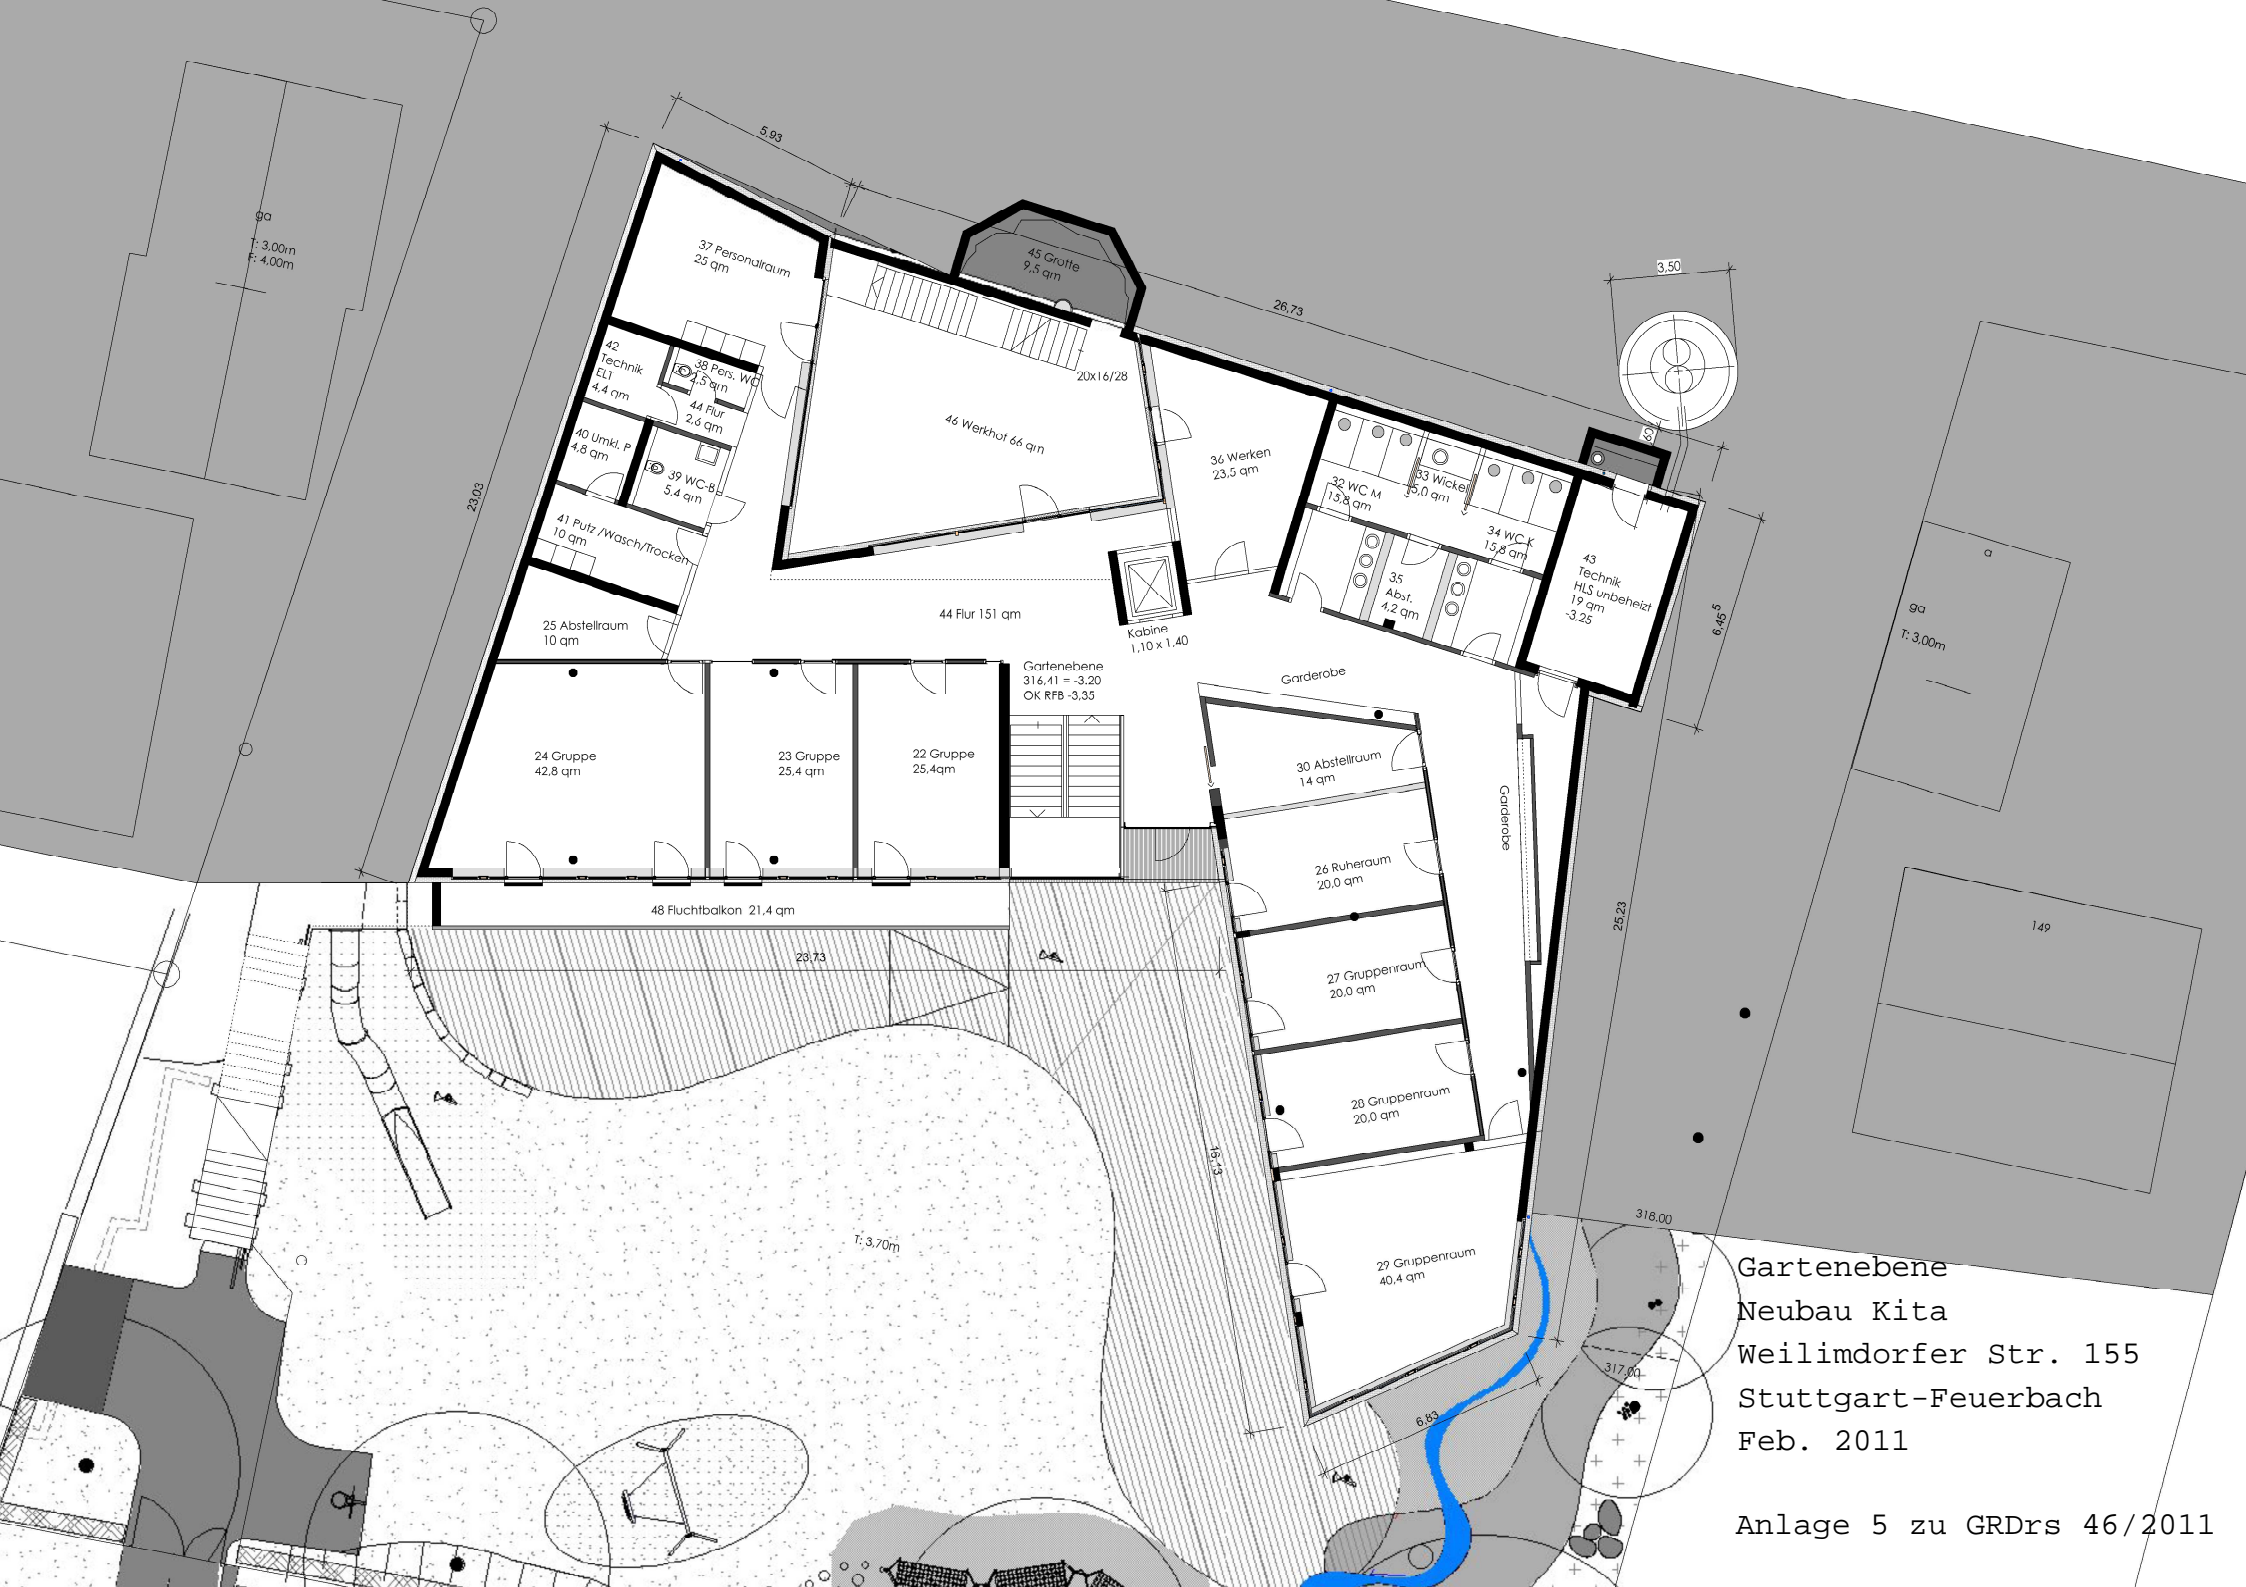 5.93
23,03
ga
T: 3,00m
F: 4,00m
37 Personalraum
25 qm
45 Grotte
9,5 qm
26,73
3,50
42
Technik
ELT
4,4 qm
38 Pers. WC
2,5 qm
44 Flur
2,6 qm
40 Umkl. P
4,8 qm
39 WC-B
5,4 qm
41 Putz /Wasch/Trocken
10 qm
25 Abstellraum
10 qm
20x16/28
46 Werkhof 66 qm
36 Werken
23,5 qm
32 WC M
15,8 qm
33 Wickel
5,0 qm
34 WC K
15,8 qm
35
Abst.
4,2 qm
43
Technik
HLS unbeheizt
19 qm
-3,25
6,45⁵
a
ga
T: 3,00m
44 Flur 151 qm
Kabine
1,10 x 1,40
Gartenebene
316,41 = -3.20
OK RFB -3,35
Garderobe
24 Gruppe
42,8 qm
23 Gruppe
25,4 qm
22 Gruppe
25,4qm
30 Abstellraum
14 qm
Garderobe
26 Ruheraum
20,0 qm
27 Gruppenraum
20,0 qm
28 Gruppenraum
20,0 qm
29 Gruppenraum
40,4 qm
48 Fluchtbalkon 21,4 qm
23,73
25,23
149
16,13
T: 3,70m
318,00
317,00
6,83
Gartenebene
Neubau Kita
Weilimdorfer Str. 155
Stuttgart-Feuerbach
Feb. 2011
Anlage 5 zu GRDrs 46/2011